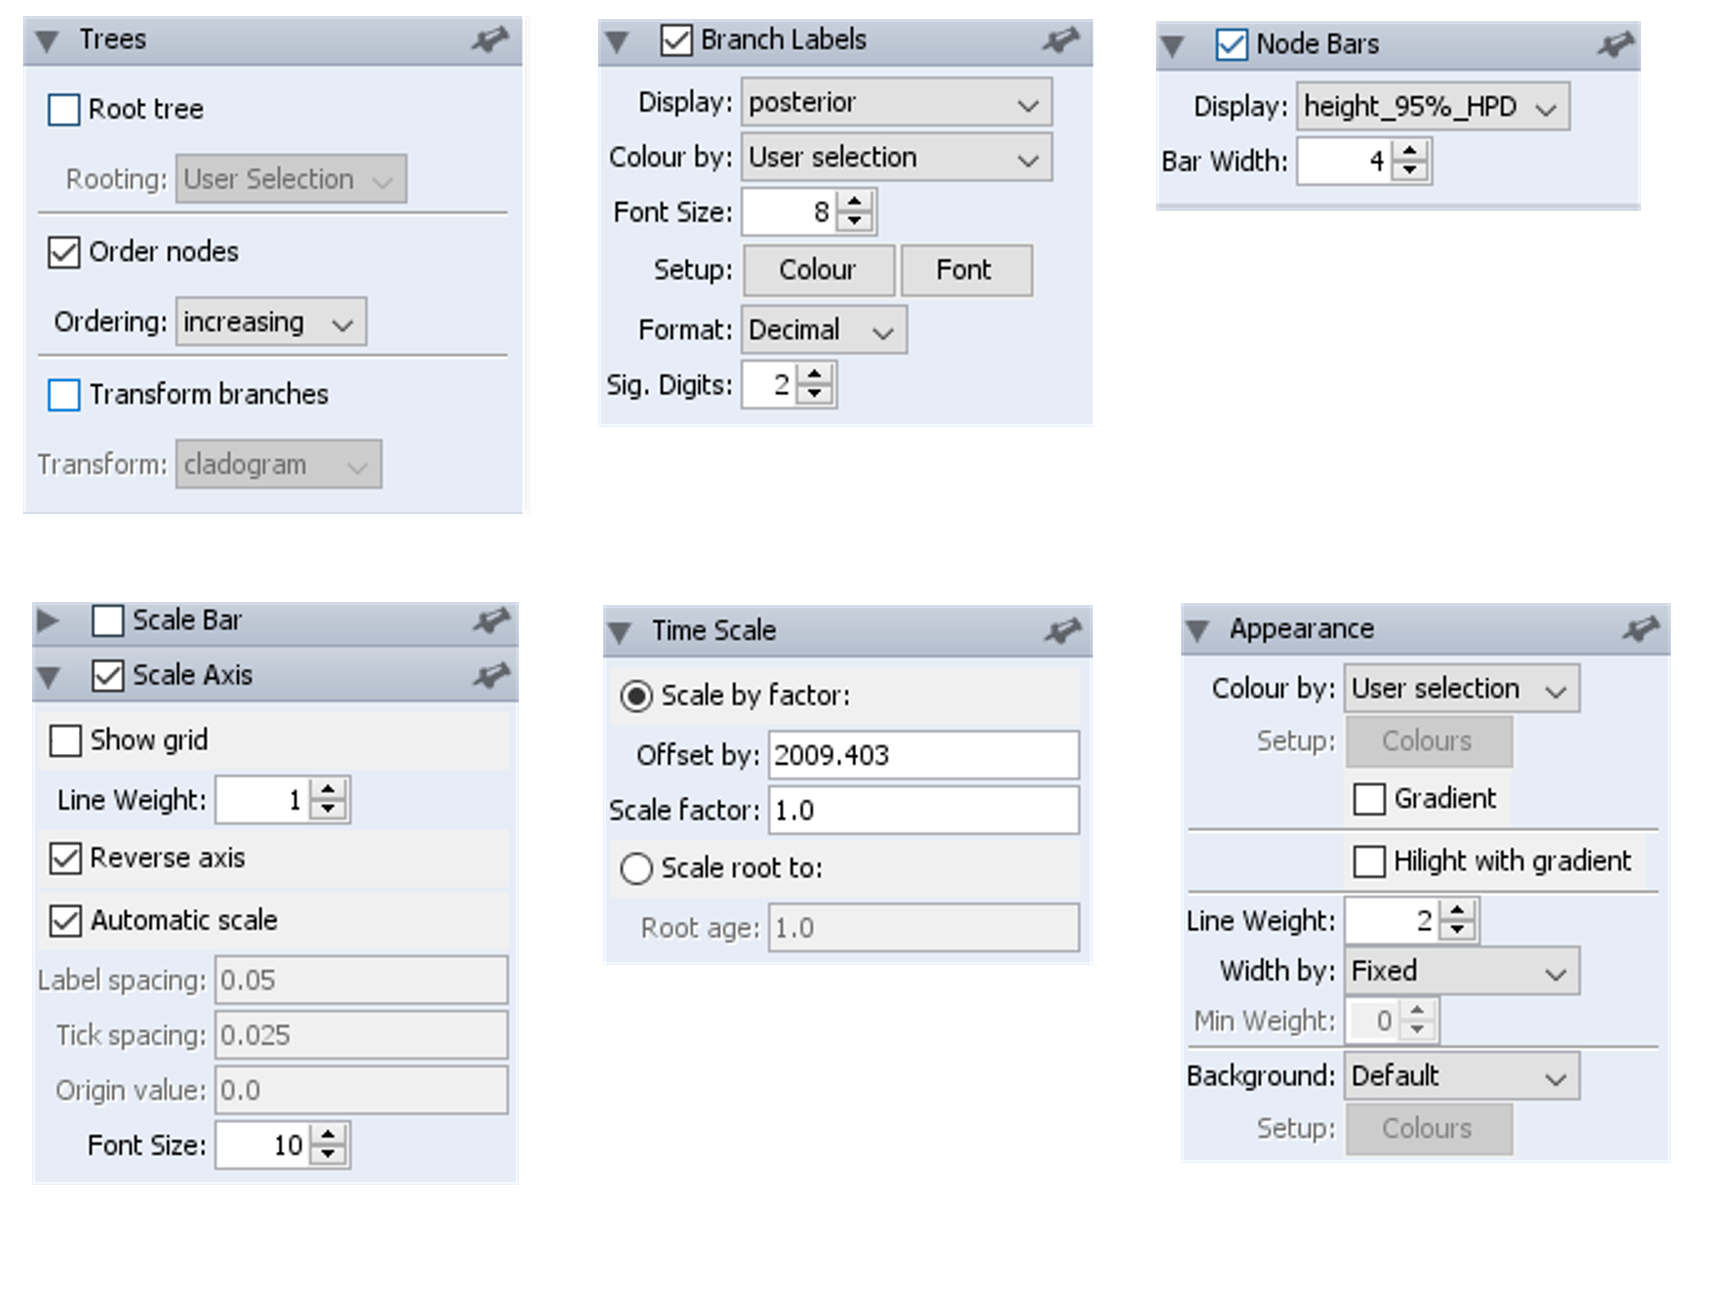 Trees
Root tree
Rooting: User Selection
Order nodes
Ordering: increasing
Transform branches
Transform: cladogram
Branch Labels
Display: posterior
Colour by: User selection
Font Size: 8
Setup: Colour Font
Format: Decimal
Sig. Digits: 2
Node Bars
Display: height_95%_HPD
Bar Width: 4
Scale Bar
Scale Axis
Show grid
Line Weight: 1
Reverse axis
Automatic scale
Label spacing: 0.05
Tick spacing: 0.025
Origin value: 0.0
Font Size: 10
Time Scale
Scale by factor:
Offset by: 2009.403
Scale factor: 1.0
Scale root to:
Root age: 1.0
Appearance
Colour by: User selection
Setup: Colours
Gradient
Hilight with gradient
Line Weight: 2
Width by: Fixed
Min Weight: 0
Background: Default
Setup: Colours